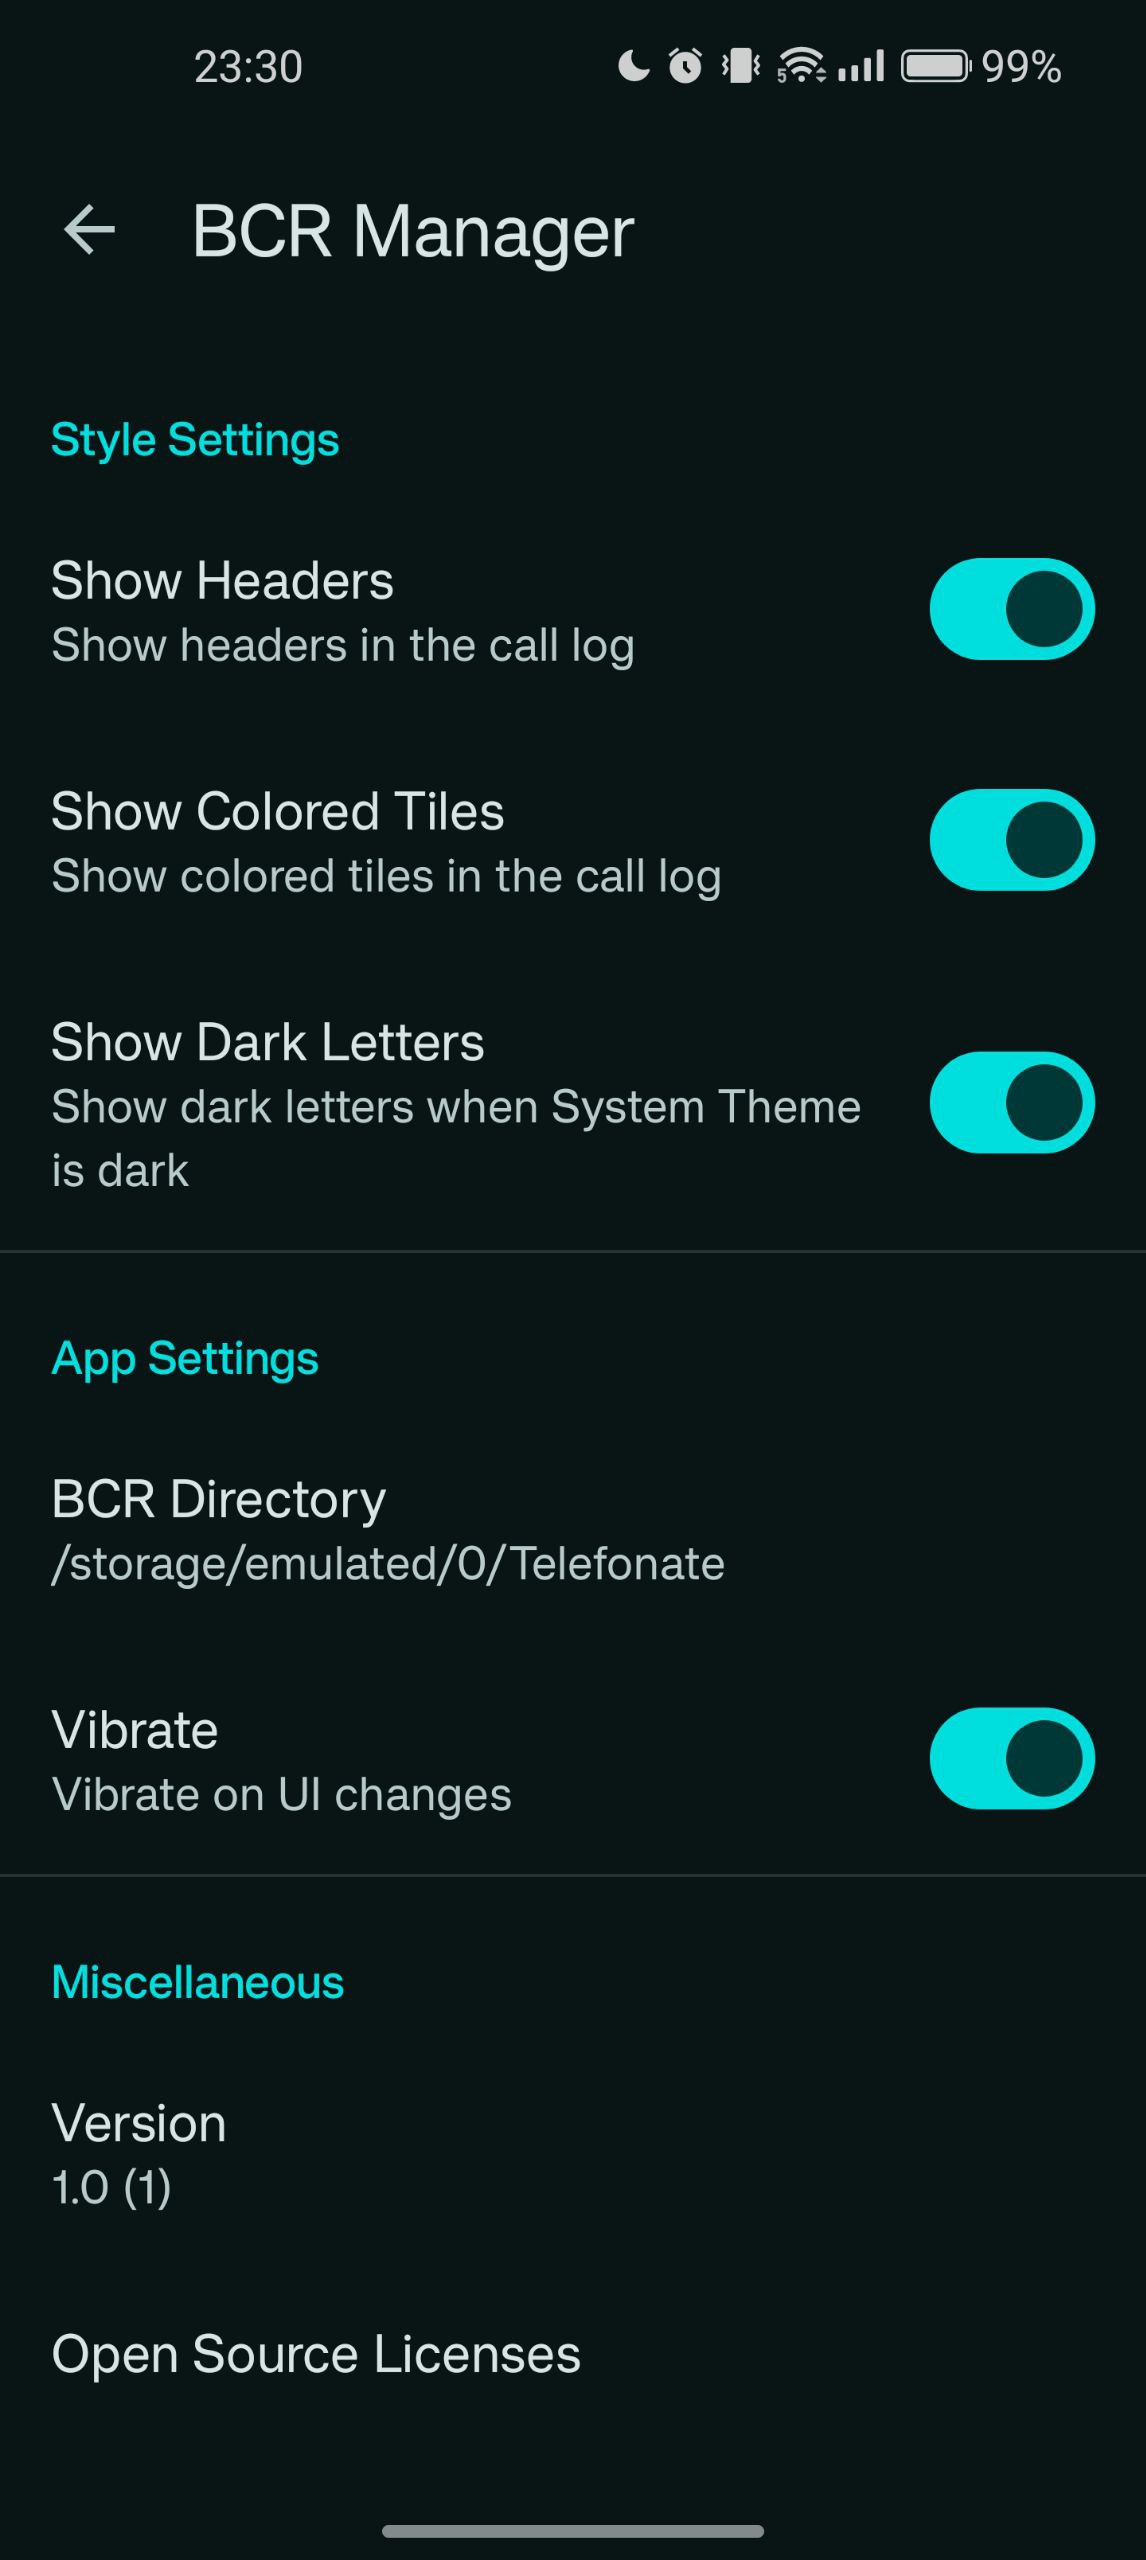 23:30
5
99%
BCR Manager
Style Settings
Show Headers
Show headers in the call log
Show Colored Tiles
Show colored tiles in the call log
Show Dark Letters
Show dark letters when System Theme
is dark
App Settings
BCR Directory
/storage/emulated/0/Telefonate
Vibrate
Vibrate on UI changes
Miscellaneous
Version
1.0 (1)
Open Source Licenses